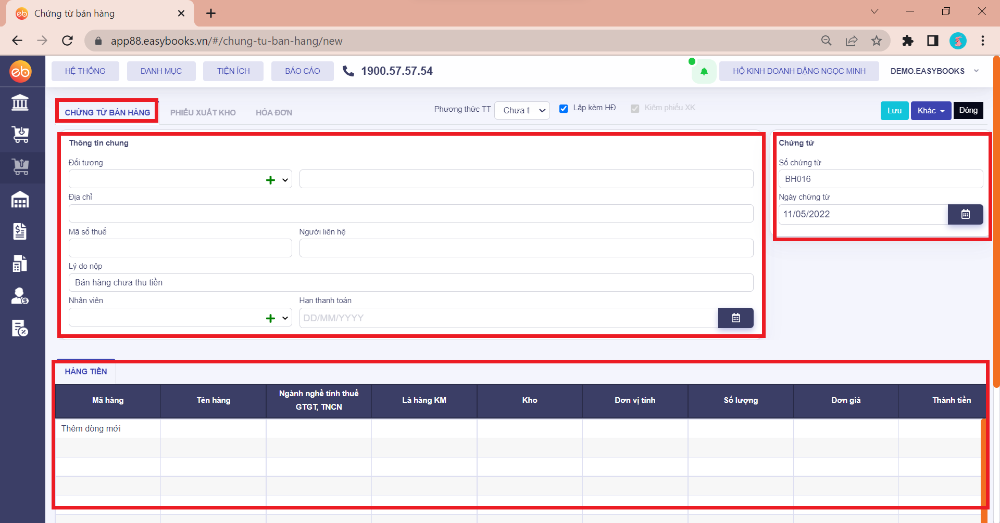 Chứng từ bán hàng
app88.easybooks.vn/#/chung-tu-ban-hang/new
eb
HỆ THỐNG
DANH MỤC
TIỆN ÍCH
BÁO CÁO
1900.57.57.54
HỘ KINH DOANH ĐẶNG NGỌC MINH
DEMO.EASYBOOKS
CHỨNG TỪ BÁN HÀNG
PHIẾU XUẤT KHO
HÓA ĐƠN
Phương thức TT
Chưa tl
Lập kèm HĐ
Kiêm phiếu XK
Lưu
Khác
Đóng
Thông tin chung
Đối tượng
Địa chỉ
Mã số thuế
Người liên hệ
Lý do nộp
Bán hàng chưa thu tiền
Nhân viên
Hạn thanh toán
DD/MM/YYYY
Chứng từ
Số chứng từ
BH016
Ngày chứng từ
11/05/2022
HÀNG TIỀN
Mã hàng
Tên hàng
Ngành nghề tính thuế
GTGT, TNCN
Là hàng KM
Kho
Đơn vị tính
Số lượng
Đơn giá
Thành tiền
Thêm dòng mới